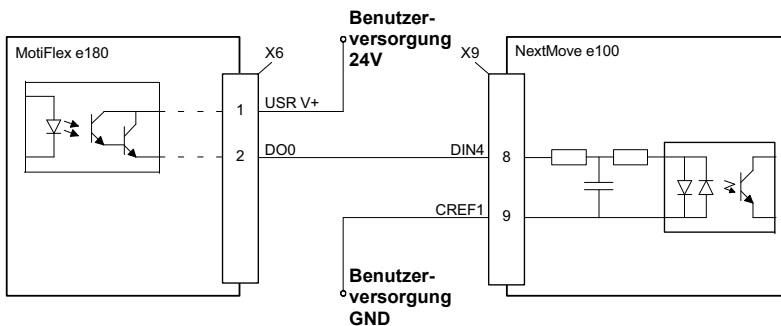 Benutzer-
versorgung
24V
MotiFlex e180
X6
X9
NextMove e100
1
USR V+
2
DO0
DIN4
8
CREF1
9
Benutzer-
versorgung
GND